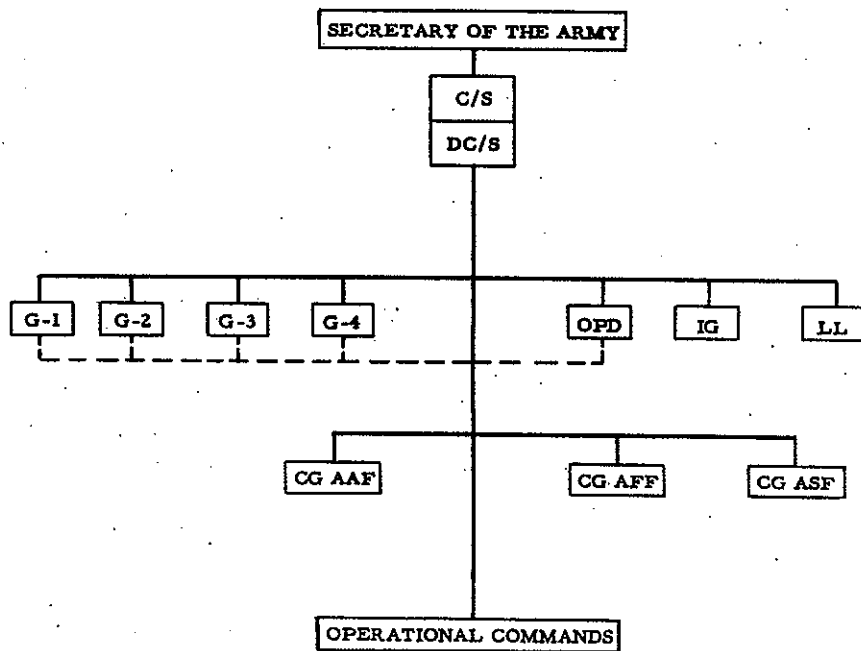 SECRETARY OF THE ARMY
C/S
DC/S
G-1 G-2 G-3 G-4 OPD IG LL
CG AAF CG AFF CG ASF
OPERATIONAL COMMANDS